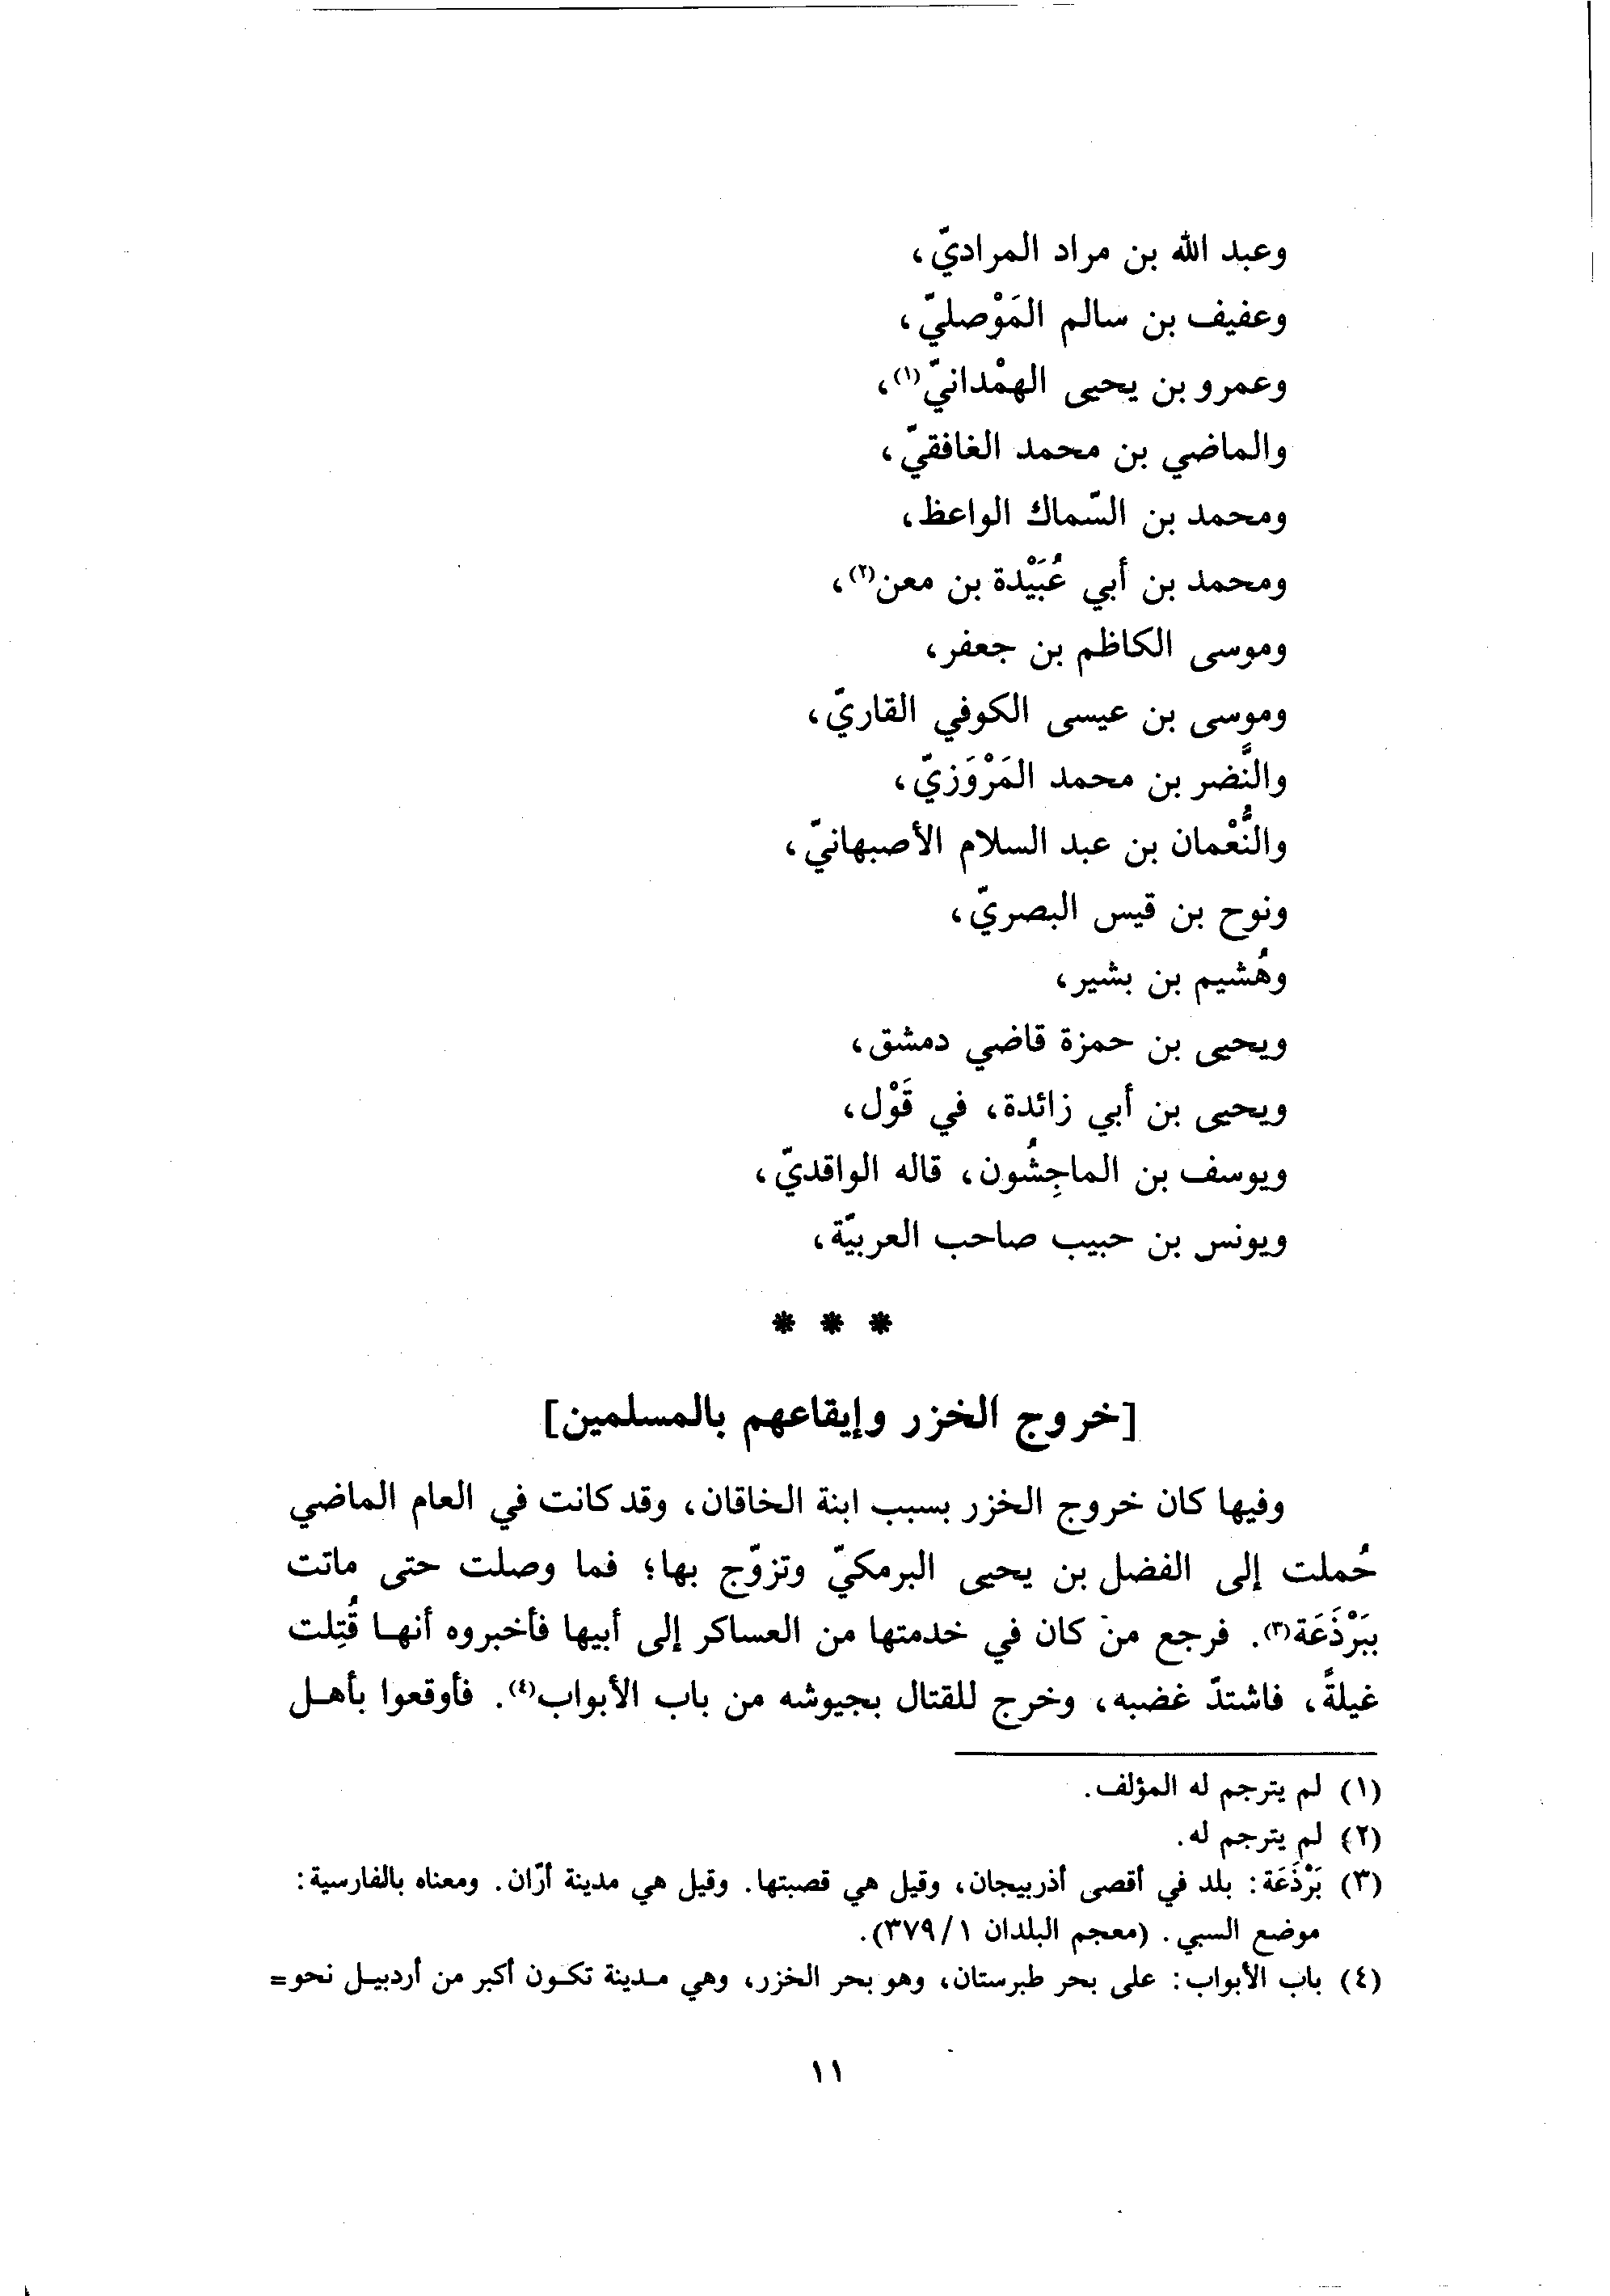 وعبد الله بن مراد المراديّ،
وعفيف بن سالم المَوْصليّ،
وعمرو بن يحيى الهمْدانيّ(١)،
والماضي بن محمد الغافقيّ،
ومحمد بن السّماك الواعظ،
ومحمد بن أبي عُبَيْدة بن معن(٢)،
وموسى الكاظم بن جعفر،
وموسى بن عيسى الكوفي القاريّ،
والنَّضر بن محمد المَرْوَزيّ،
والنُّعْمان بن عبد السلام الأصبهانيّ،
ونوح بن قيس البصريّ،
وهُشيم بن بشير،
ويحيى بن حمزة قاضي دمشق،
ويحيى بن أبي زائدة، في قَوْل،
ويوسف بن الماجِشُون، قاله الواقديّ،
ويونس بن حبيب صاحب العربيّة،
* * *
[خروج الخزر وإيقاعهم بالمسلمين]
وفيها كان خروج الخزر بسبب ابنة الخاقان، وقد كانت في العام الماضي
حُملت إلى الفضل بن يحيى البرمكيّ وتزوّج بها؛ فما وصلت حتى ماتت
ببَرْذَعَة(٣). فرجع من كان في خدمتها من العساكر إلى أبيها فأخبروه أنها قُتِلت
غيلةً، فاشتدّ غضبه، وخرج للقتال بجيوشه من باب الأبواب(٤). فأوقعوا بأهل
(١) لم يترجم له المؤلف.
(٢) لم يترجم له.
(٣) بَرْذَعَة: بلد في أقصى أذربيجان، وقيل هي قصبتها. وقيل هي مدينة أرّان. ومعناه بالفارسية:
موضع السبي. (معجم البلدان ١/ ٣٧٩).
(٤) باب الأبواب: على بحر طبرستان، وهو بحر الخزر، وهي مدينة تكون أكبر من أردبيل نحو=
١١